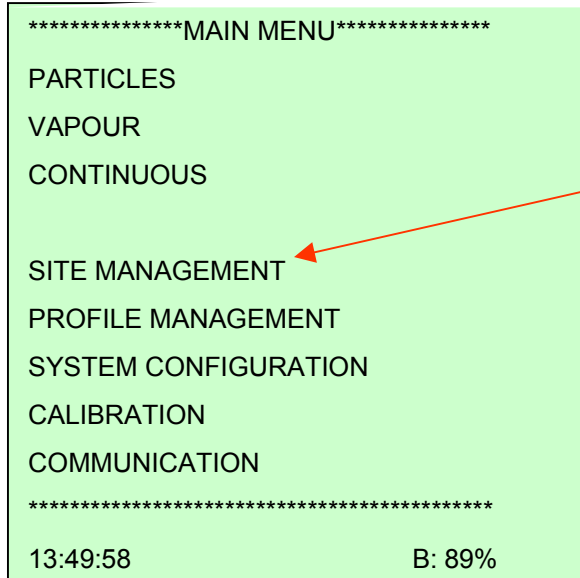 ***************MAIN MENU***************
PARTICLES
VAPOUR
CONTINUOUS
SITE MANAGEMENT
PROFILE MANAGEMENT
SYSTEM CONFIGURATION
CALIBRATION
COMMUNICATION
*********************************************
13:49:58 B: 89%